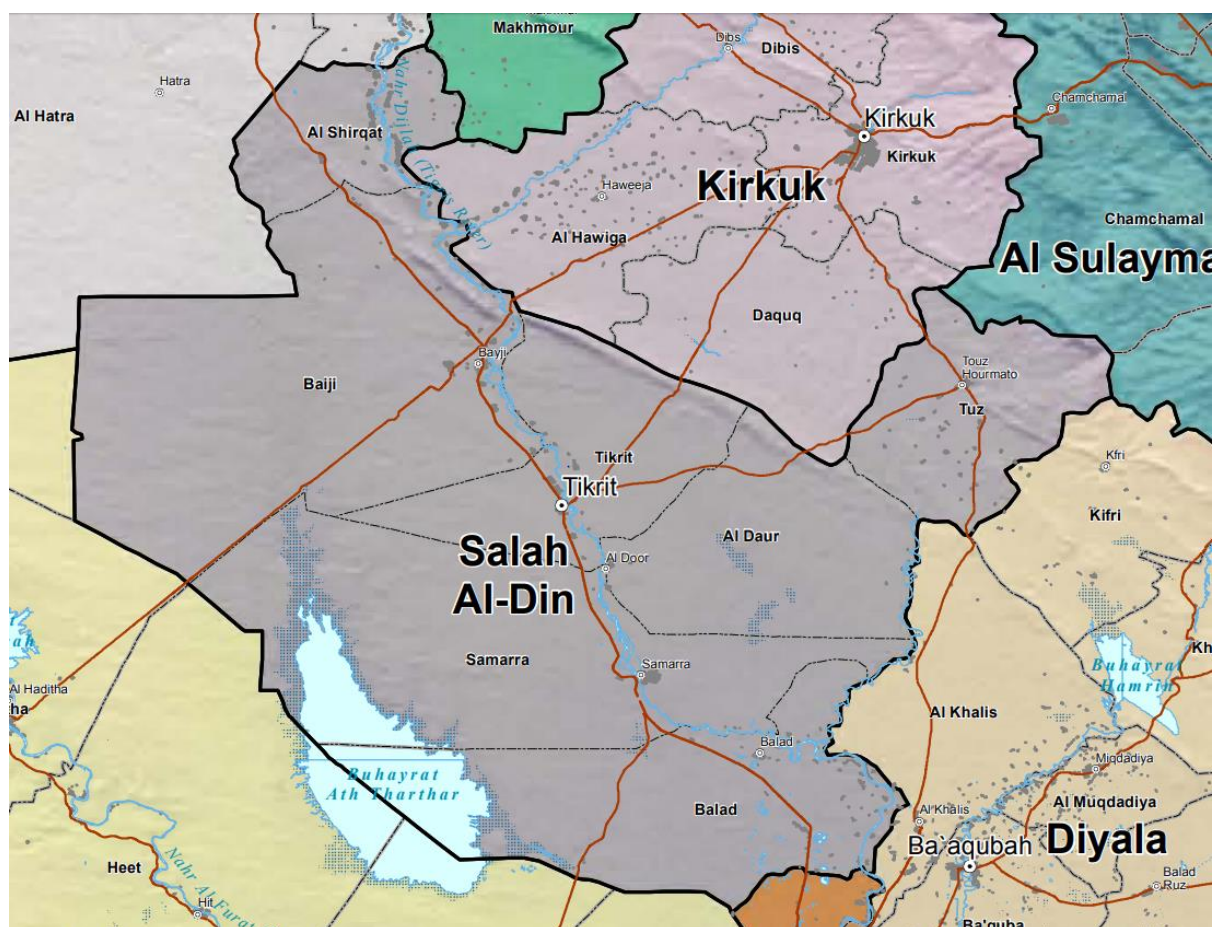 Makhmour
Dibs
Dibis
Hatra
Al Hatra
Chamchamal
Al Shirqat
Kirkuk
Kirkuk
Nahr Dijlah (Tigris River)
Haweeja
Kirkuk
Chamchamal
Al Hawiga
Al Sulayma
Daquq
Bayji
Touz
Hourmato
Baiji
Tuz
Tikrit
Kfri
Tikrit
Kifri
Al Daur
Salah
Al-Din
Al Door
Samarra
Samarra
Buhayrat
Hamrin
Kh
Al Haditha
ha
ah
Al Khalis
Balad
Miqdadiya
Buhayrat
Ath Tharthar
Balad
Al Khalis
Al Muqdadiya
Ba`aqubah
Diyala
Heet
Nahr Al Furat
Hit
Balad
Ruz
Ba'quba